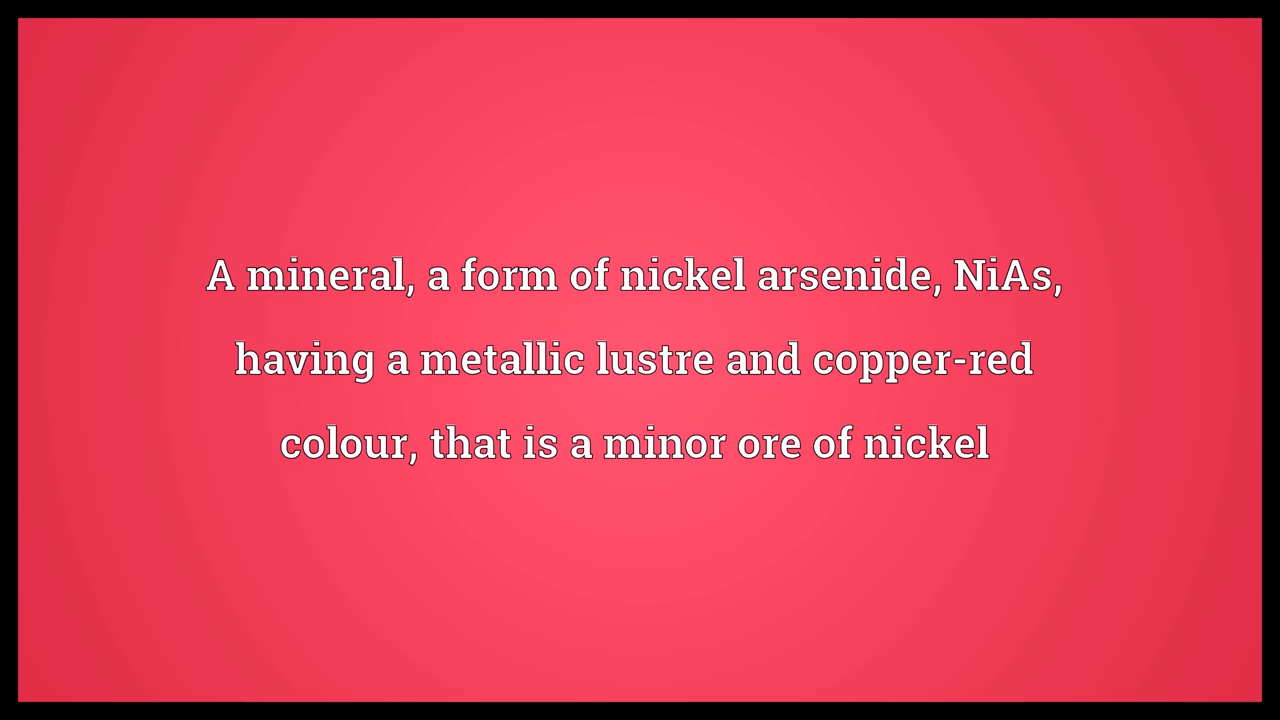 A mineral, a form of nickel arsenide, NiAs,
having a metallic lustre and copper-red
colour, that is a minor ore of nickel